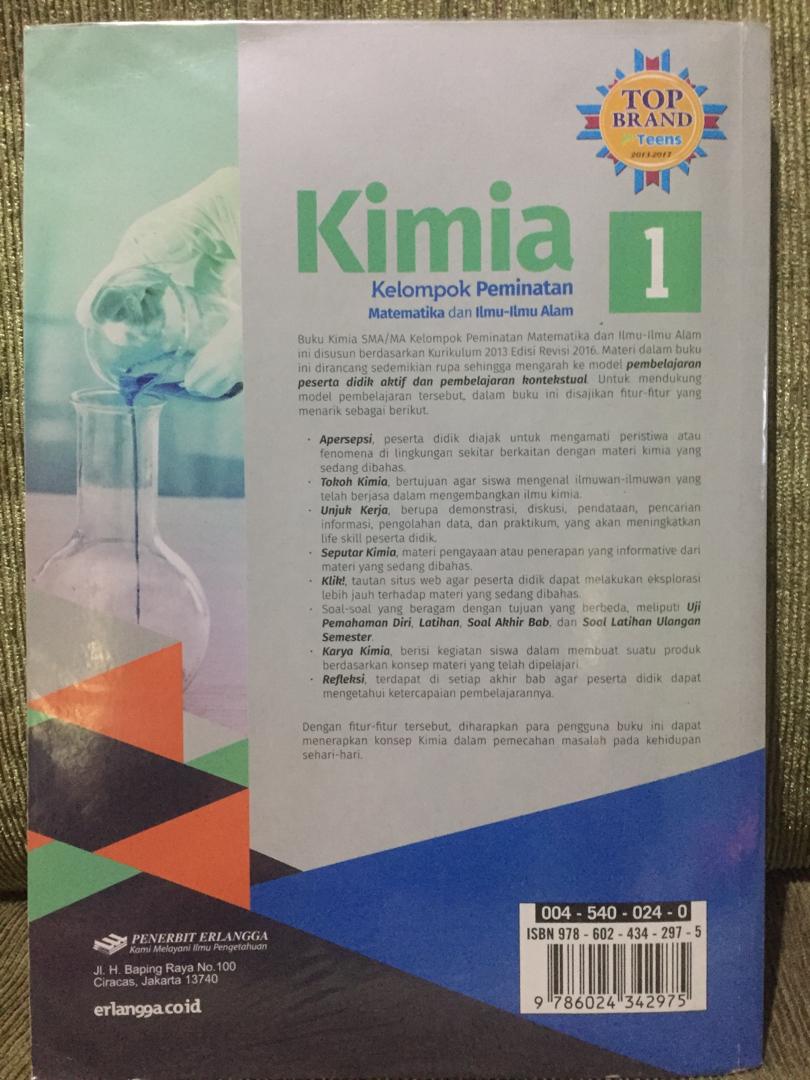 TOP
BRAND
Teens
2013-2017
Kimia
1
Kelompok Peminatan
Matematika dan Ilmu-Ilmu Alam
Buku Kimia SMA/MA Kelompok Peminatan Matematika dan Ilmu-Ilmu Alam
ini disusun berdasarkan Kurikulum 2013 Edisi Revisi 2016. Materi dalam buku
ini dirancang sedemikian rupa sehingga mengarah ke model pembelajaran
peserta didik aktif dan pembelajaran kontekstual. Untuk mendukung
model pembelajaran tersebut, dalam buku ini disajikan fitur-fitur yang
menarik sebagai berikut.
· Apersepsi, peserta didik diajak untuk mengamati peristiwa atau
fenomena di lingkungan sekitar berkaitan dengan materi kimia yang
sedang dibahas.
· Tokoh Kimia, bertujuan agar siswa mengenal ilmuwan-ilmuwan yang
telah berjasa dalam mengembangkan ilmu kimia.
· Unjuk Kerja, berupa demonstrasi, diskusi, pendataan, pencarian
informasi, pengolahan data, dan praktikum, yang akan meningkatkan
life skill peserta didik.
· Seputar Kimia, materi pengayaan atau penerapan yang informative dari
materi yang sedang dibahas.
· Klik!, tautan situs web agar peserta didik dapat melakukan eksplorasi
lebih jauh terhadap materi yang sedang dibahas.
· Soal-soal yang beragam dengan tujuan yang berbeda, meliputi Uji
Pemahaman Diri, Latihan, Soal Akhir Bab, dan Soal Latihan Ulangan
Semester.
· Karya Kimia, berisi kegiatan siswa dalam membuat suatu produk
berdasarkan konsep materi yang telah dipelajari.
· Refleksi, terdapat di setiap akhir bab agar peserta didik dapat
mengetahui ketercapaian pembelajarannya.
Dengan fitur-fitur tersebut, diharapkan para pengguna buku ini dapat
menerapkan konsep Kimia dalam pemecahan masalah pada kehidupan
sehari-hari.
PENERBIT ERLANGGA
Kami Melayani Ilmu Pengetahuan
Jl. H. Baping Raya No.100
Ciracas, Jakarta 13740
erlangga.co.id
004 - 540 - 024 - 0
ISBN 978 - 602 - 434 - 297 - 5
9 786024 342975